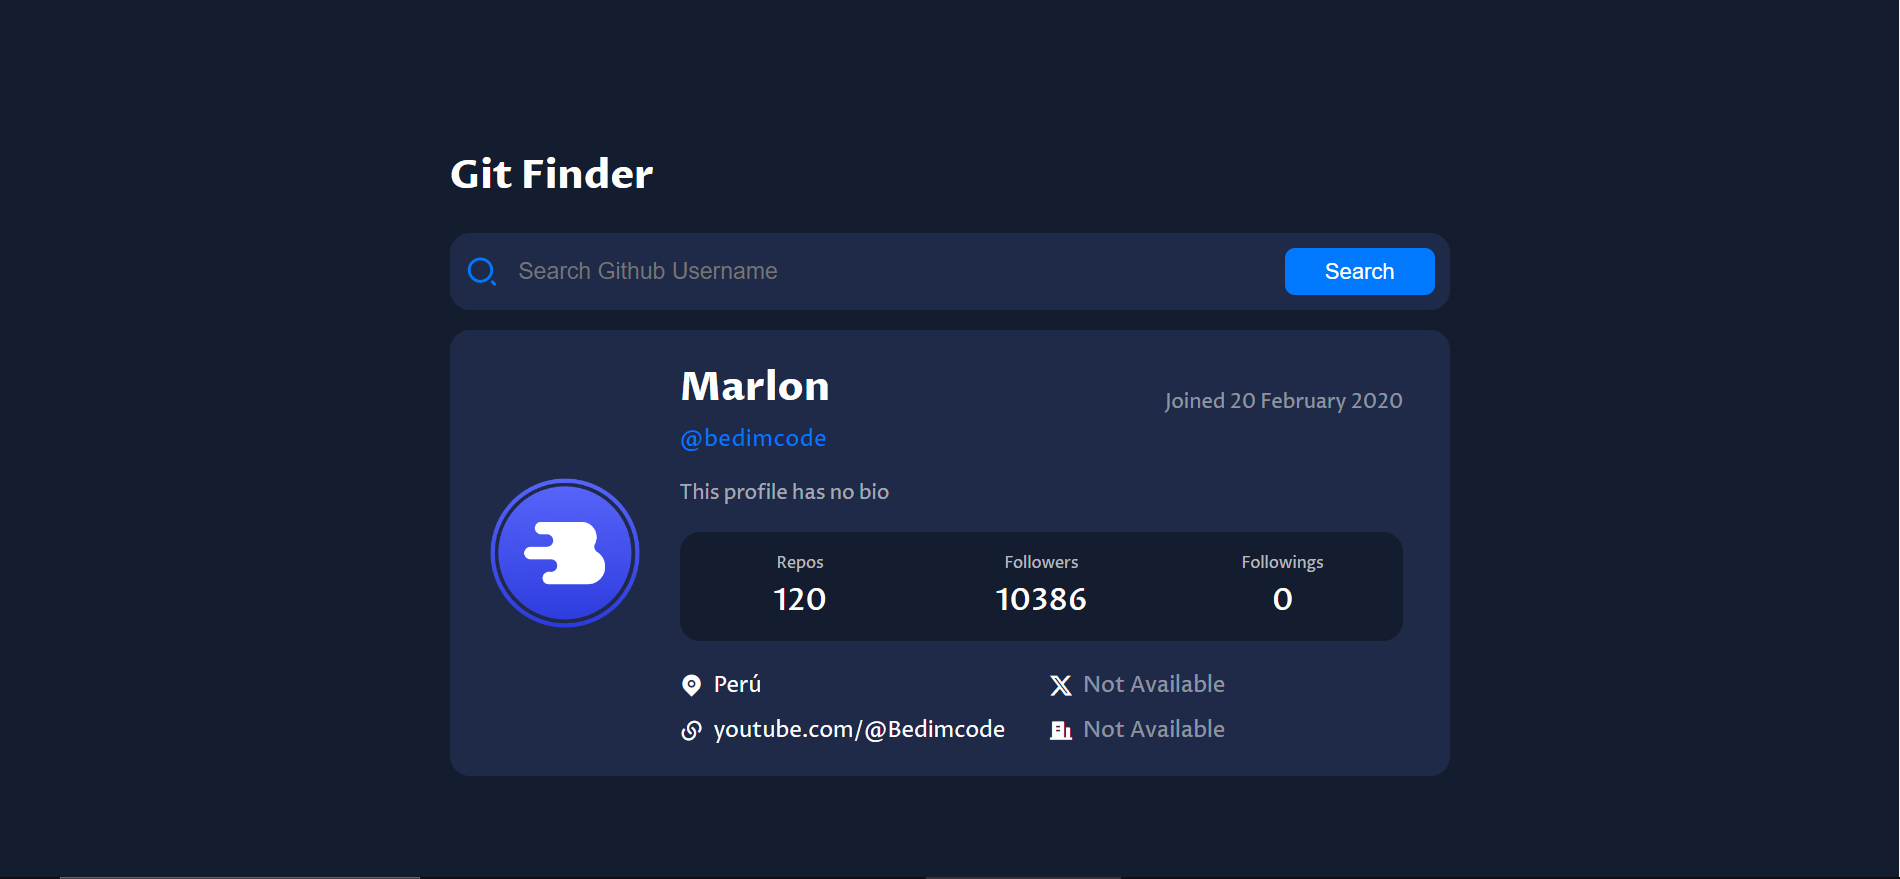 Git Finder
Search Github Username
Search
Marlon
Joined 20 February 2020
@bedimcode
This profile has no bio
Repos Followers Followings
120 10386 0
Perú
Not Available
youtube.com/@Bedimcode
Not Available